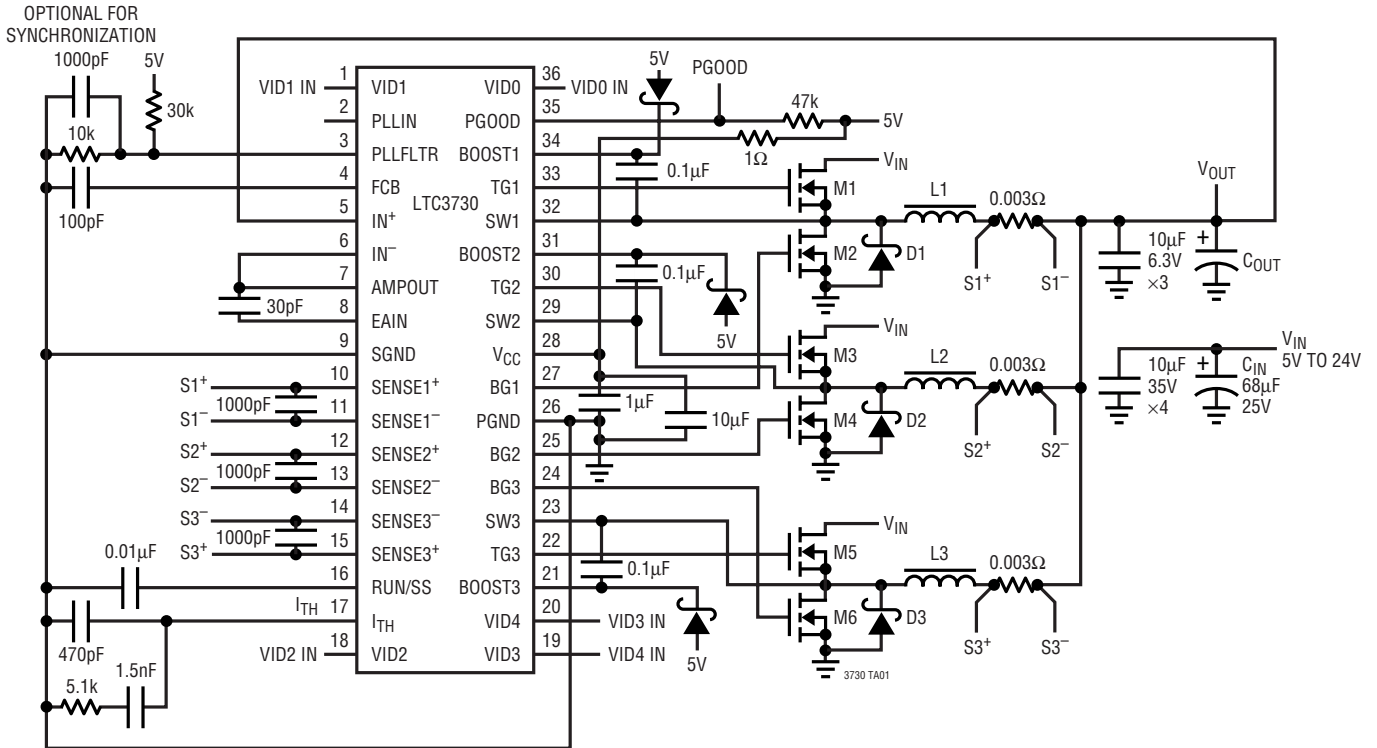 OPTIONAL FOR
SYNCHRONIZATION
1000pF
5V
30k
10k
100pF
30pF
VID1 IN
1
VID1
2
PLLIN
3
PLLFLTR
4
FCB
5
IN+
6
IN−
7
AMPOUT
8
EAIN
9
SGND
S1+
10
SENSE1+
1000pF
S1−
11
SENSE1−
S2+
12
SENSE2+
1000pF
S2−
13
SENSE2−
S3−
14
SENSE3−
1000pF
S3+
15
SENSE3+
0.01µF
16
RUN/SS
ITH
17
ITH
470pF
VID2 IN
18
VID2
1.5nF
5.1k
LTC3730
VID0
36
VID0 IN
PGOOD
35
BOOST1
34
TG1
33
SW1
32
BOOST2
31
TG2
30
SW2
29
VCC
28
BG1
27
PGND
26
BG2
25
BG3
24
SW3
23
TG3
22
BOOST3
21
VID4
20
VID3 IN
VID3
19
VID4 IN
5V
PGOOD
47k
5V
1Ω
0.1µF
0.1µF
5V
1µF
10µF
0.1µF
5V
VIN
M1
M2
D1
L1
0.003Ω
S1+
S1−
VIN
M3
M4
D2
L2
0.003Ω
S2+
S2−
VIN
M5
M6
D3
L3
0.003Ω
S3+
S3−
VOUT
10µF
6.3V
×3
+
COUT
VIN
5V TO 24V
10µF
35V
×4
+
CIN
68µF
25V
3730 TA01